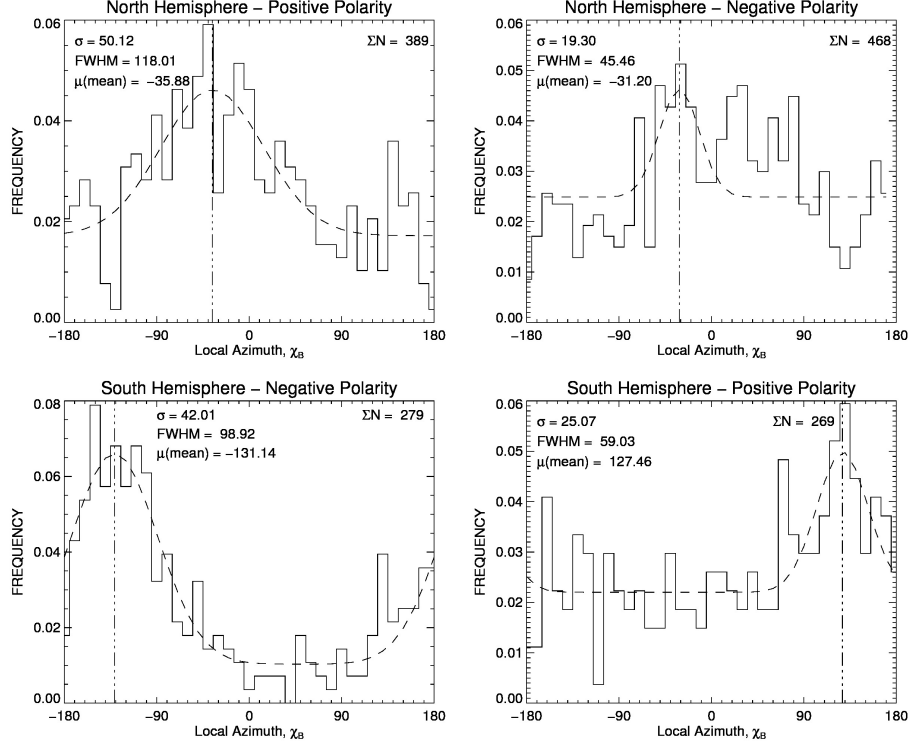 North Hemisphere − Positive Polarity
σ = 50.12
FWHM = 118.01
μ(mean) = −35.88
ΣN = 389
FREQUENCY
0.06
0.04
0.02
0.00
−180
−90
0
90
180
Local Azimuth, χB
North Hemisphere − Negative Polarity
σ = 19.30
FWHM = 45.46
μ(mean) = −31.20
ΣN = 468
FREQUENCY
0.06
0.05
0.04
0.03
0.02
0.01
0.00
−180
−90
0
90
180
Local Azimuth, χB
South Hemisphere − Negative Polarity
σ = 42.01
FWHM = 98.92
μ(mean) = −131.14
ΣN = 279
FREQUENCY
0.08
0.06
0.04
0.02
0.00
−180
−90
0
90
180
Local Azimuth, χB
South Hemisphere − Positive Polarity
σ = 25.07
FWHM = 59.03
μ(mean) = 127.46
ΣN = 269
FREQUENCY
0.06
0.05
0.04
0.03
0.02
0.01
0.00
−180
−90
0
90
180
Local Azimuth, χB